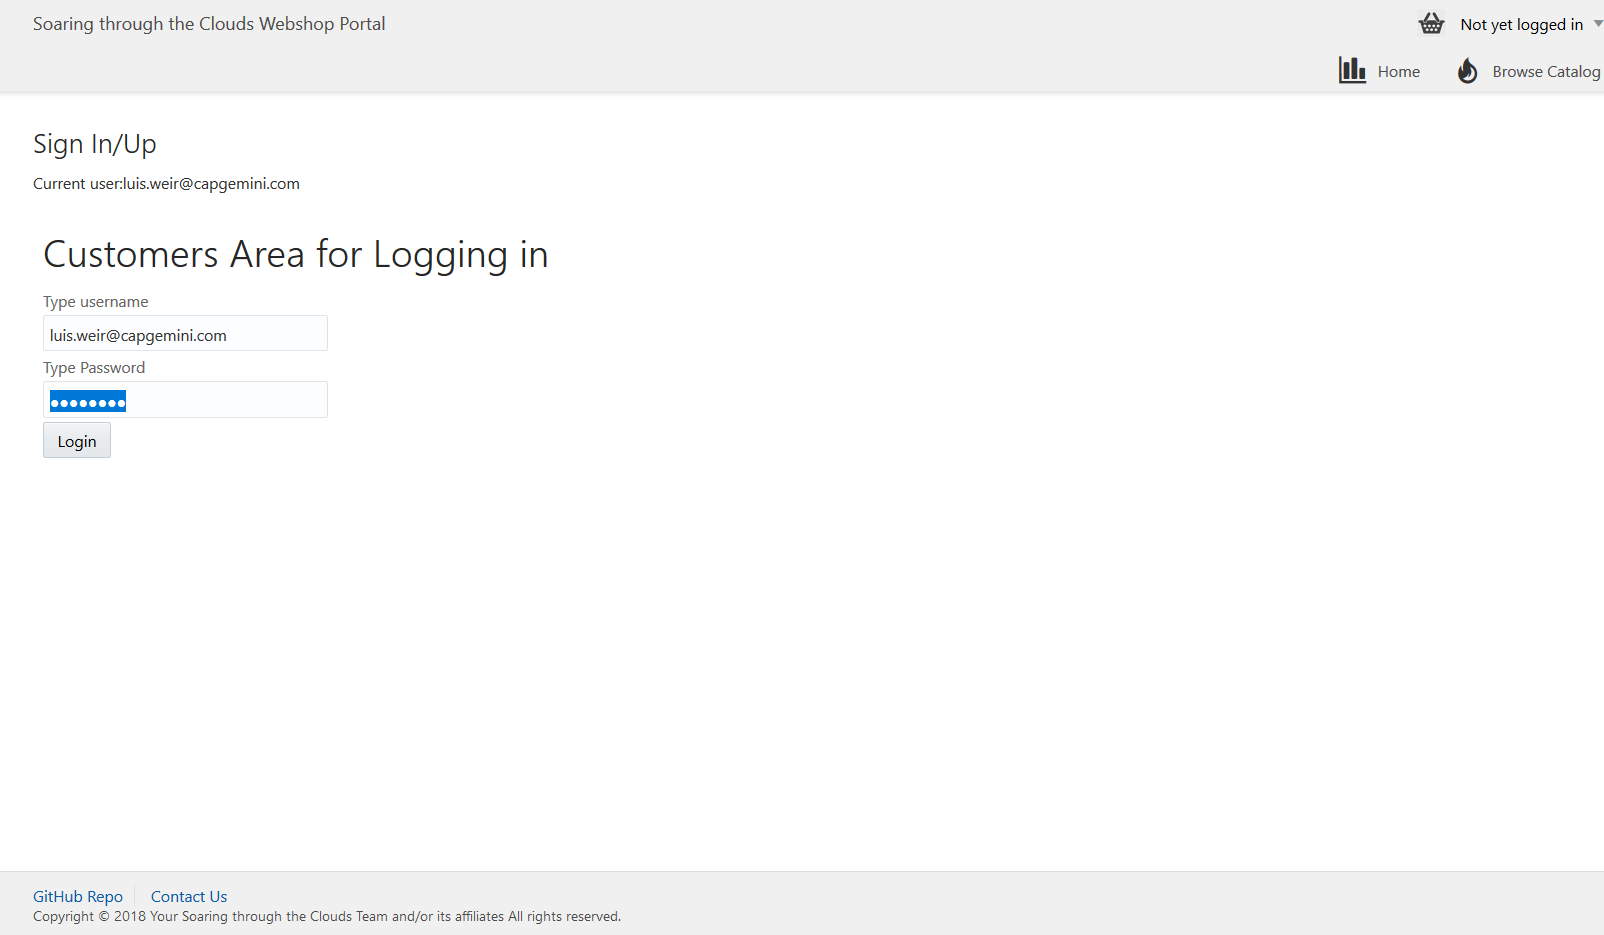 Soaring through the Clouds Webshop Portal
Not yet logged in
Home
Browse Catalog
Sign In/Up
Current user:luis.weir@capgemini.com
Customers Area for Logging in
Type username
luis.weir@capgemini.com
Type Password
••••••••
Login
GitHub Repo
Contact Us
Copyright © 2018 Your Soaring through the Clouds Team and/or its affiliates All rights reserved.